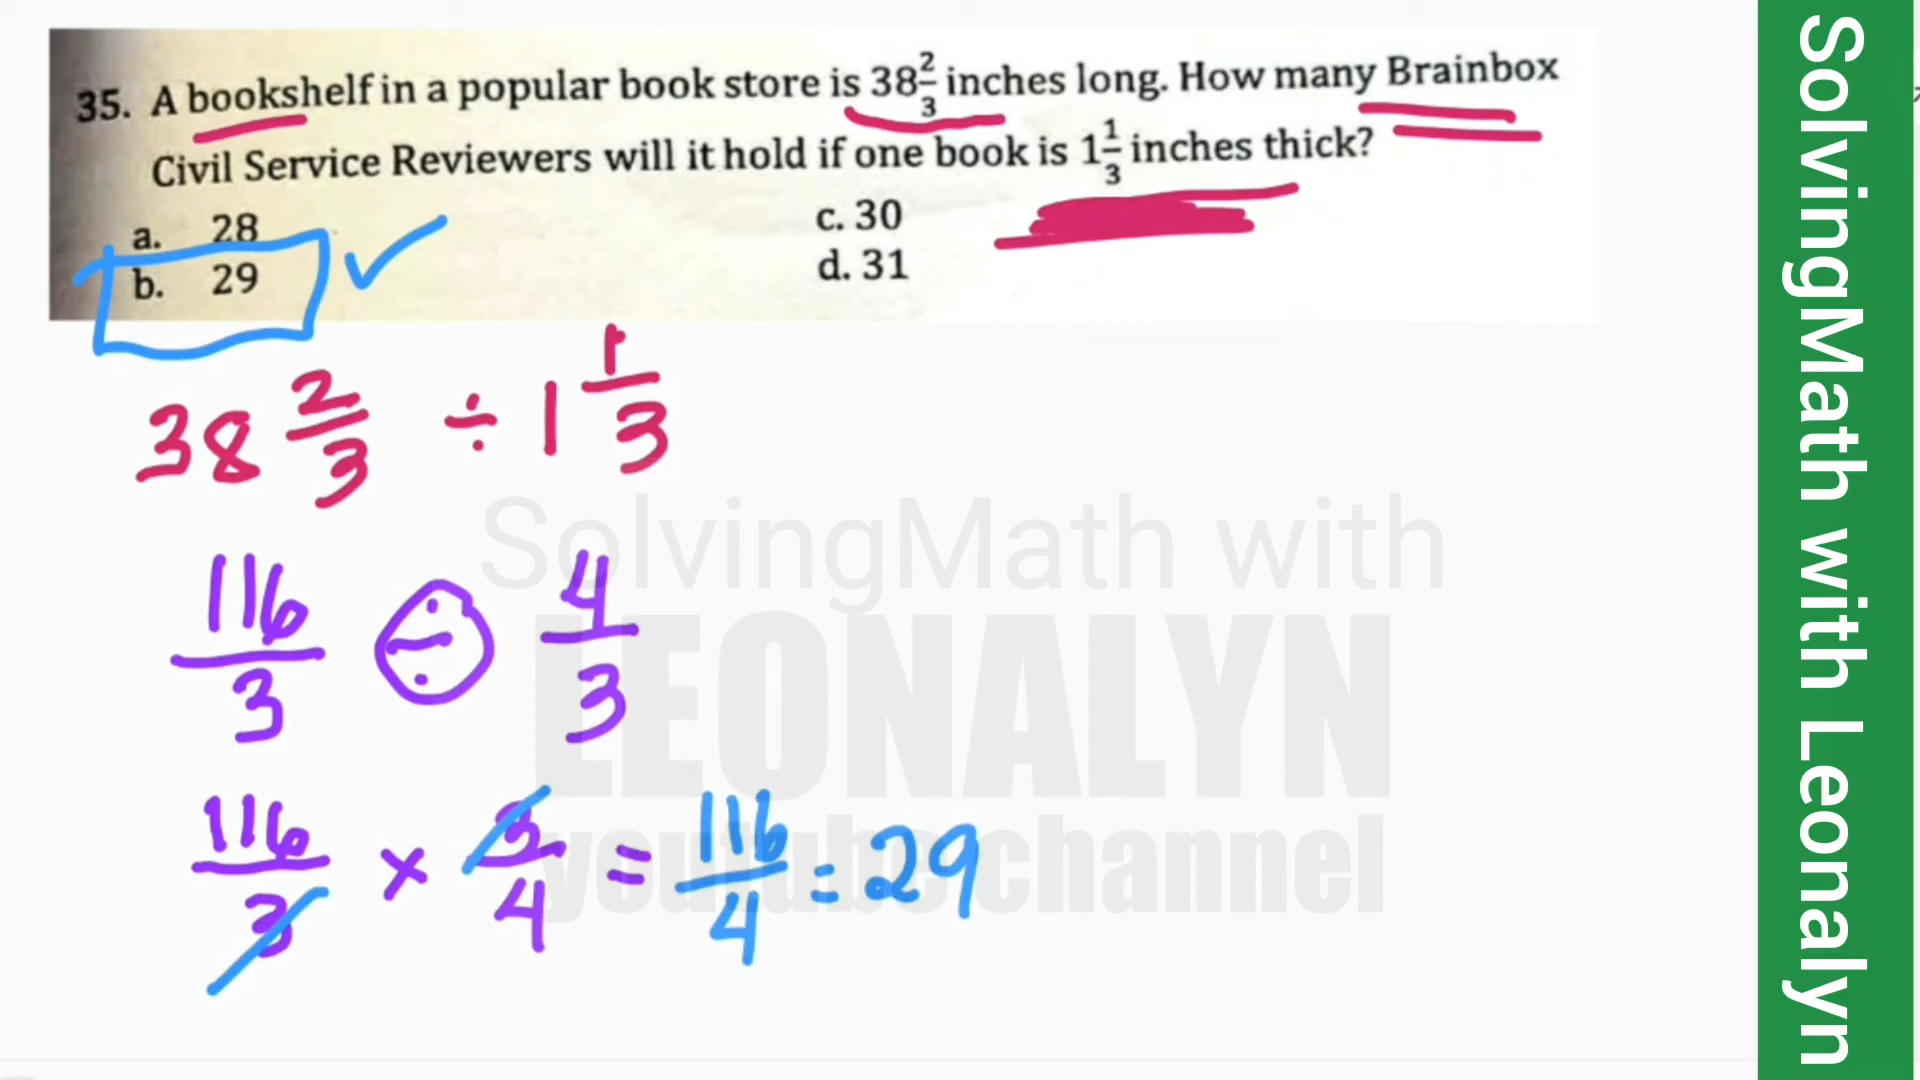 35. A bookshelf in a popular book store is 38 2/3 inches long. How many Brainbox
Civil Service Reviewers will it hold if one book is 1 1/3 inches thick?
a. 28
b. 29
c. 30
d. 31
38 2/3 ÷ 1 1/3
116/3 ÷ 4/3
116/3 × 3/4 = 116/4 = 29
SolvingMath with
LEONALYN
youtube channel
SolvingMath with Leonalyn